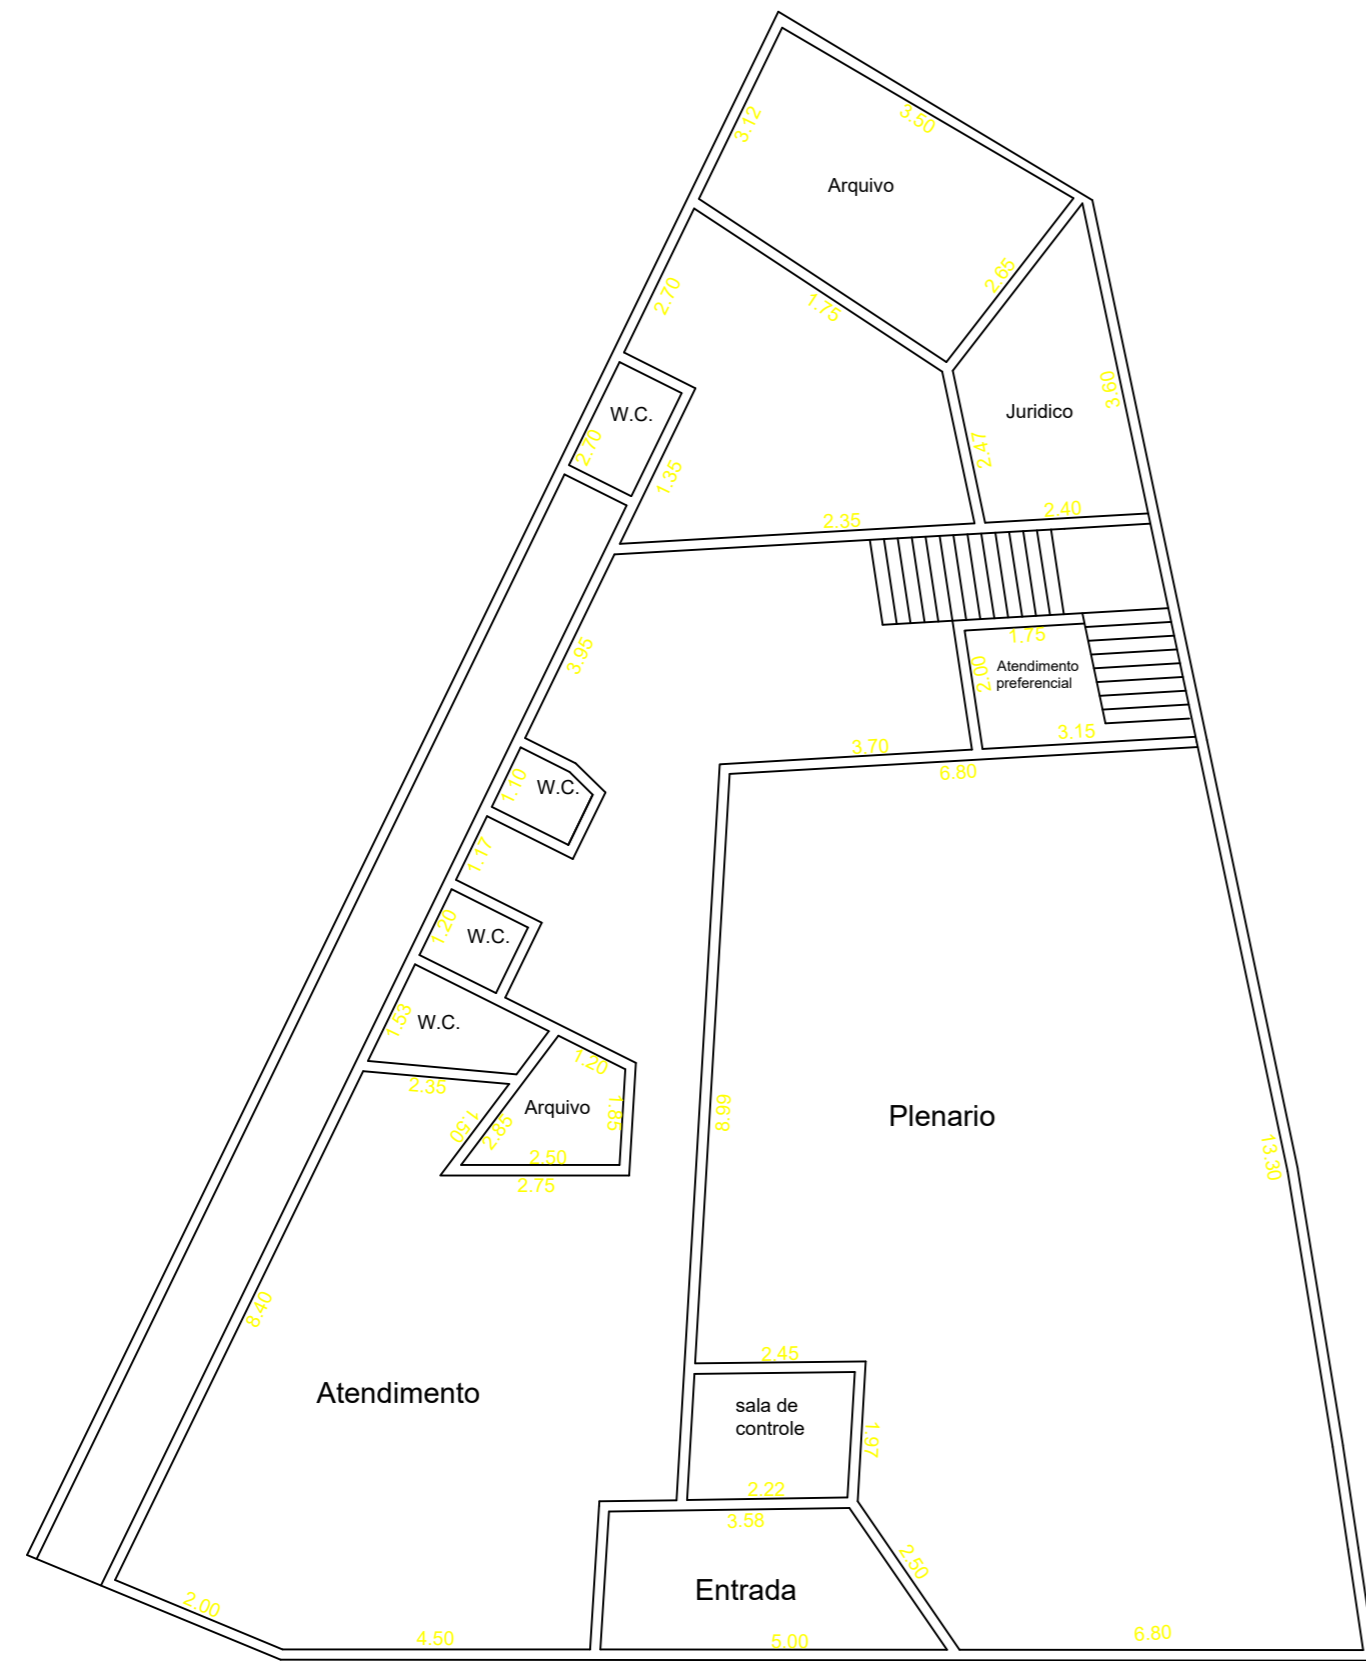 3.50
3.12
Arquivo
2.65
2.70
1.75
3.80
W.C.
Juridico
2.70
1.35
2.47
2.35
2.40
1.75
3.95
2.00
Atendimento
preferencial
3.15
3.70
6.80
1.10
W.C.
1.17
1.20
W.C.
1.53
W.C.
1.20
2.35
1.60
2.85
Arquivo
1.85
2.50
2.75
8.99
Plenario
13.30
8.40
2.45
Atendimento
sala de
controle
1.97
2.22
3.58
2.50
Entrada
2.00
4.50
5.00
6.80